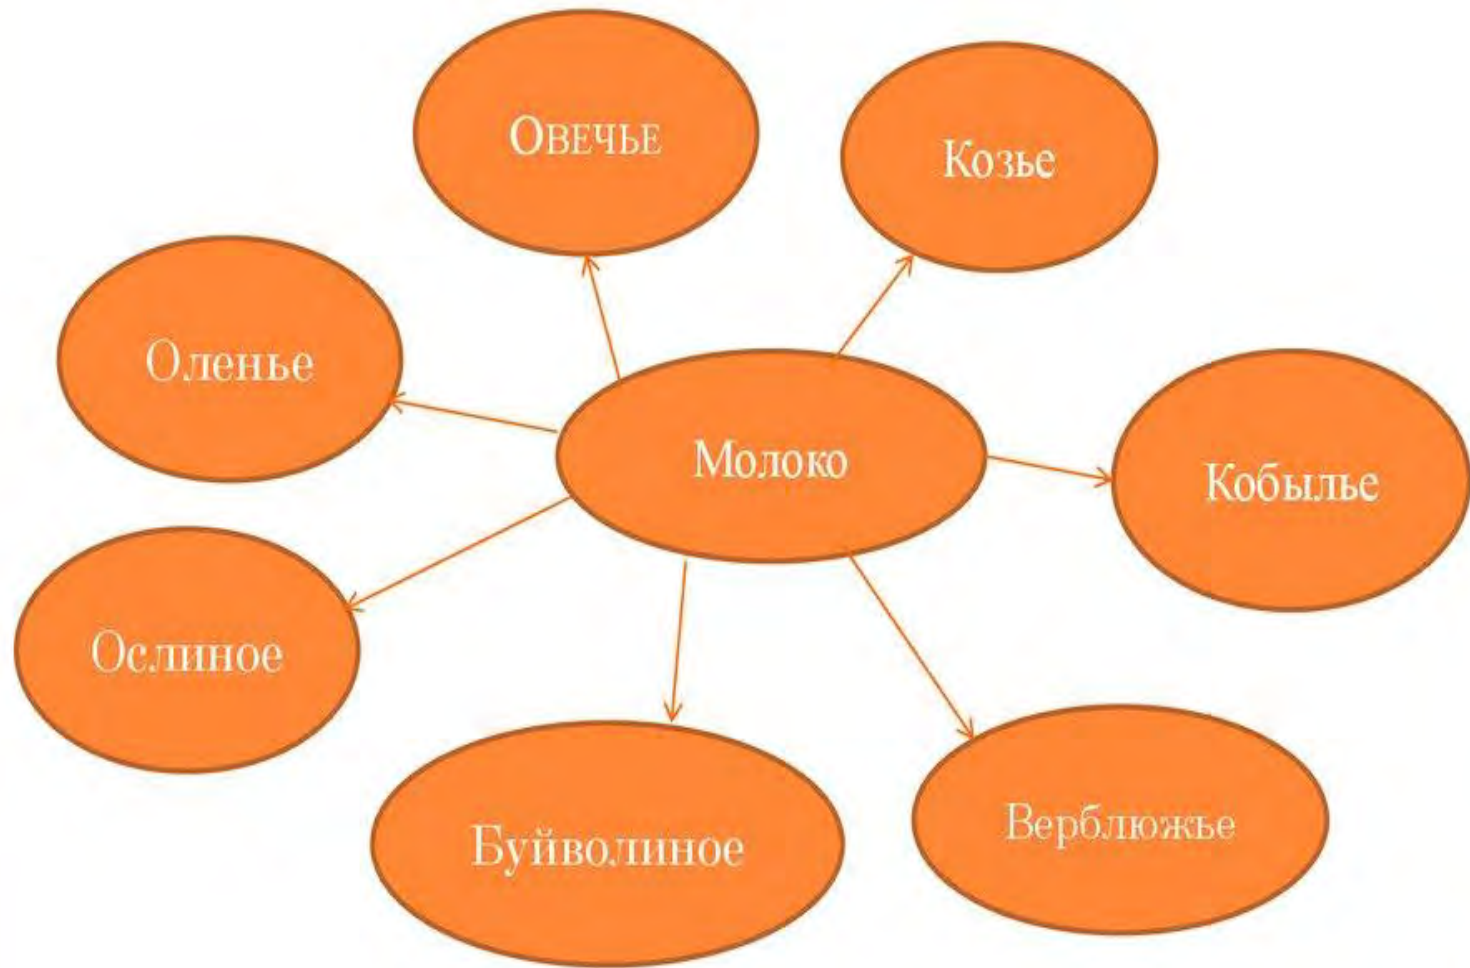 Овечье
Козье
Оленье
Молоко
Кобылье
Ослиное
Буйволиное
Верблюжье